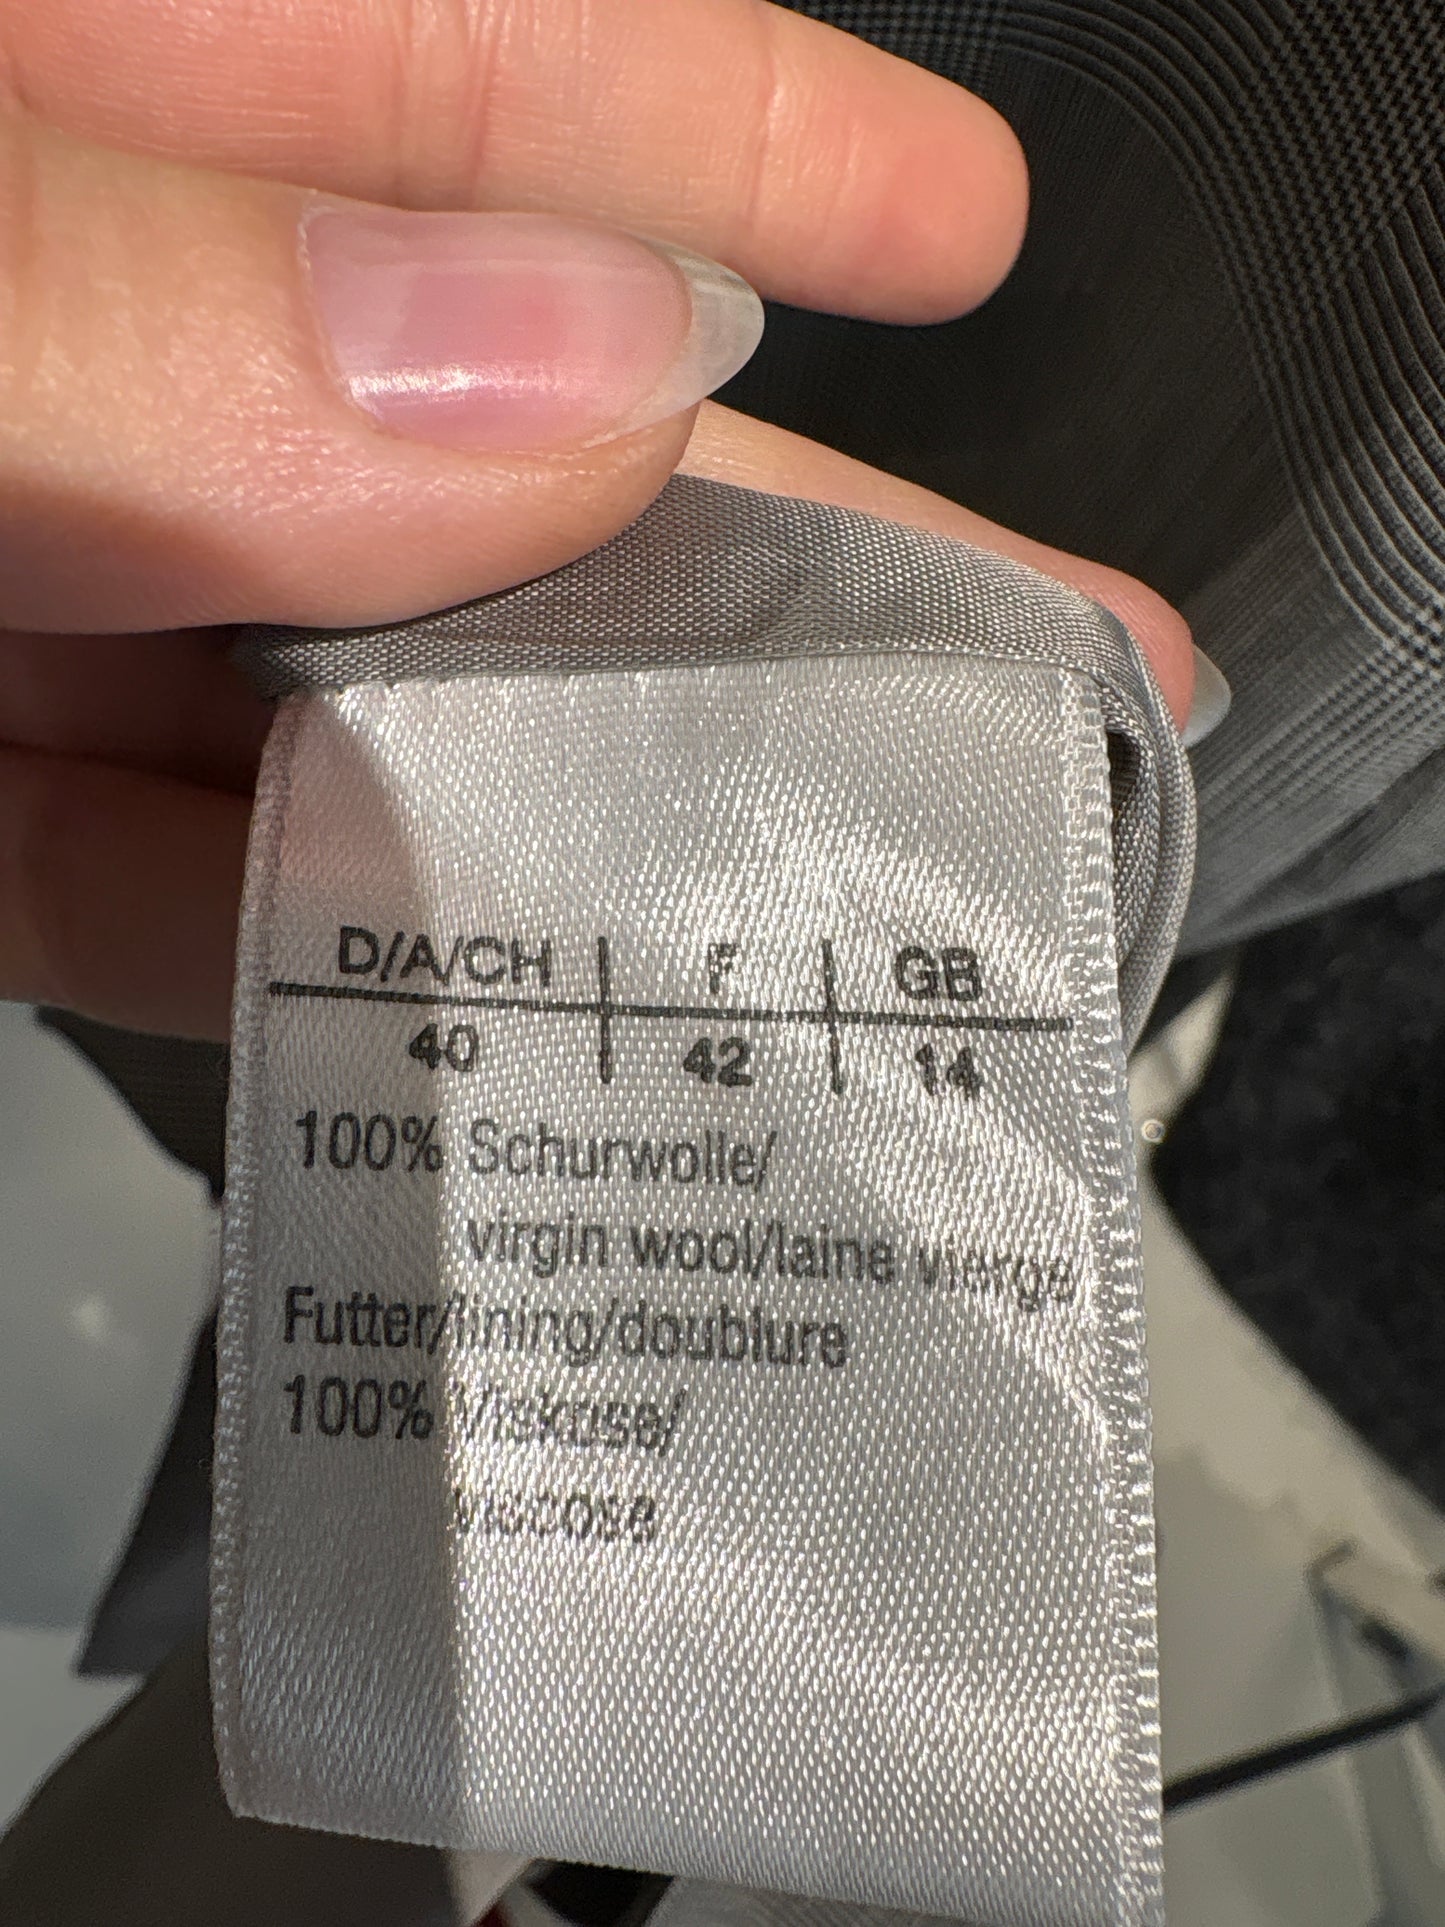 D/A/CH | F | GB
40 | 42 | 14
100% Schurwolle/
virgin wool/laine vierge
Futter/lining/doublure
100% Viskose/
viscose